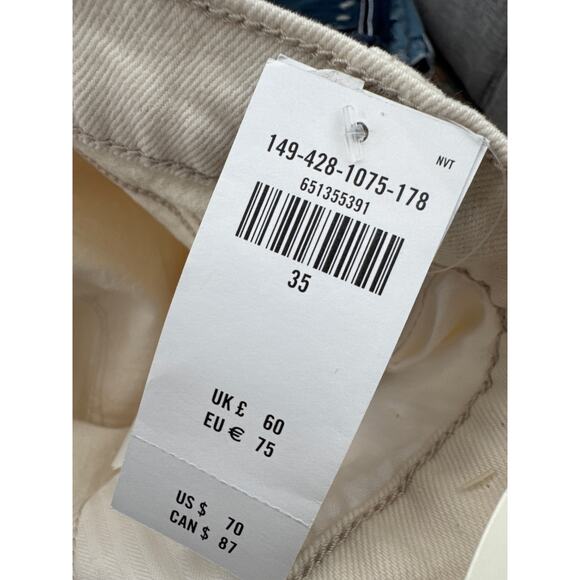 NVT
149-428-1075-178
651355391
35
UK £ 60
EU € 75
US $ 70
CAN $ 87